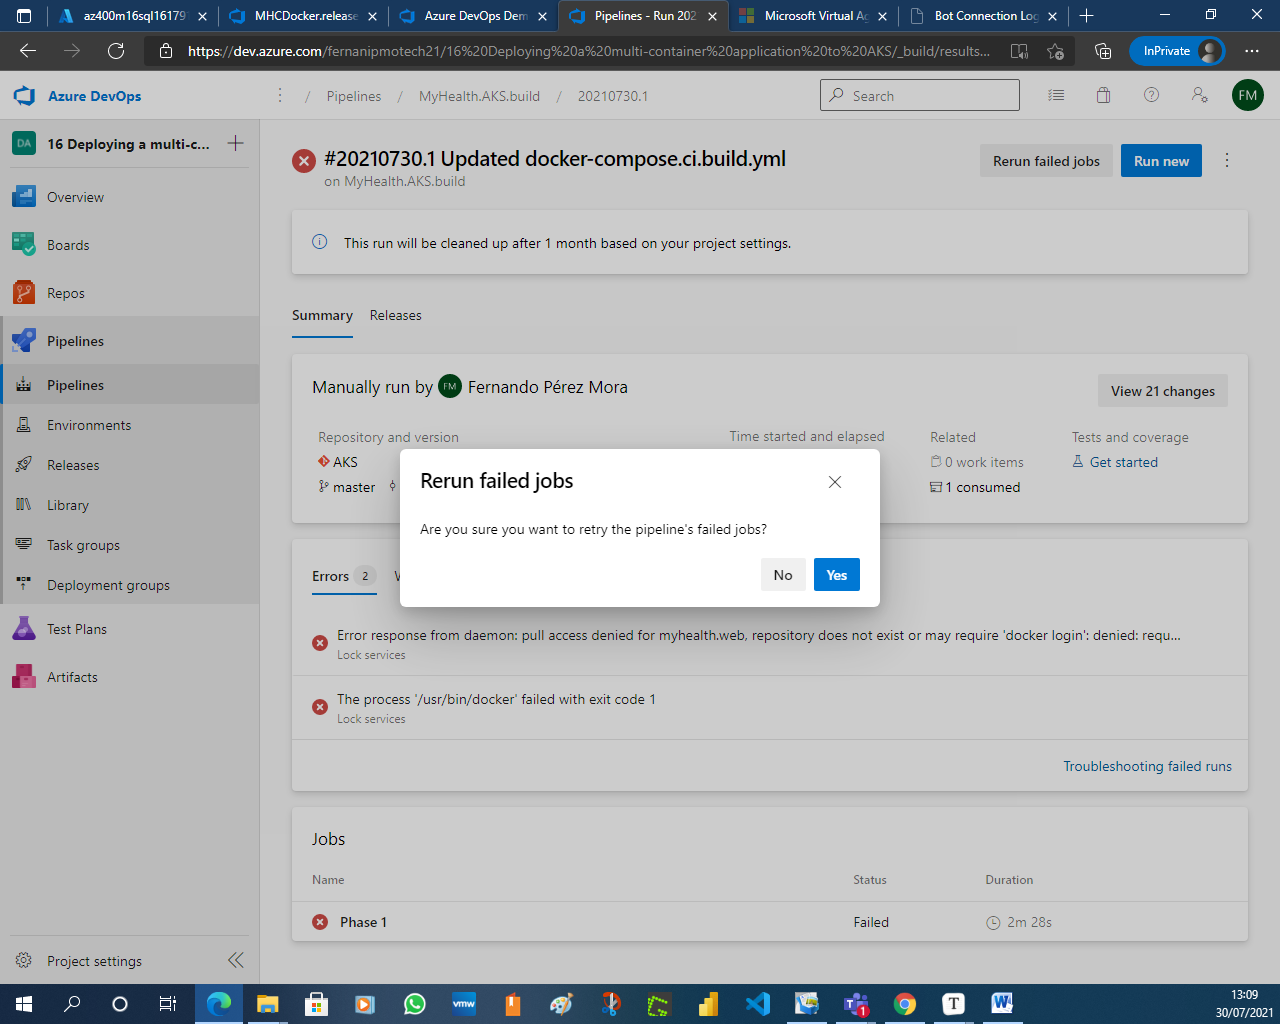 az400m16sql16179
MHCDocker.release
Azure DevOps Dem
Pipelines - Run 202
Microsoft Virtual Ag
Bot Connection Log
https://dev.azure.com/fernanipmotech21/16%20Deploying%20a%20multi-container%20application%20to%20AKS/_build/results...
InPrivate
Azure DevOps
/ Pipelines / MyHealth.AKS.build / 20210730.1
Search
FM
DA
16 Deploying a multi-c...
Overview
Boards
Repos
Pipelines
Pipelines
Environments
Releases
Library
Task groups
Deployment groups
Test Plans
Artifacts
Project settings
#20210730.1 Updated docker-compose.ci.build.yml
on MyHealth.AKS.build
Rerun failed jobs
Run new
This run will be cleaned up after 1 month based on your project settings.
Summary
Releases
Manually run by FM Fernando Pérez Mora
View 21 changes
Repository and version
AKS
master
Time started and elapsed
Related
0 work items
1 consumed
Tests and coverage
Get started
Rerun failed jobs
Are you sure you want to retry the pipeline's failed jobs?
No
Yes
Errors 2
Error response from daemon: pull access denied for myhealth.web, repository does not exist or may require 'docker login': denied: requ...
Lock services
The process '/usr/bin/docker' failed with exit code 1
Lock services
Troubleshooting failed runs
Jobs
Name Status Duration
Phase 1 Failed 2m 28s
vmw
1
T
W
13:09
30/07/2021